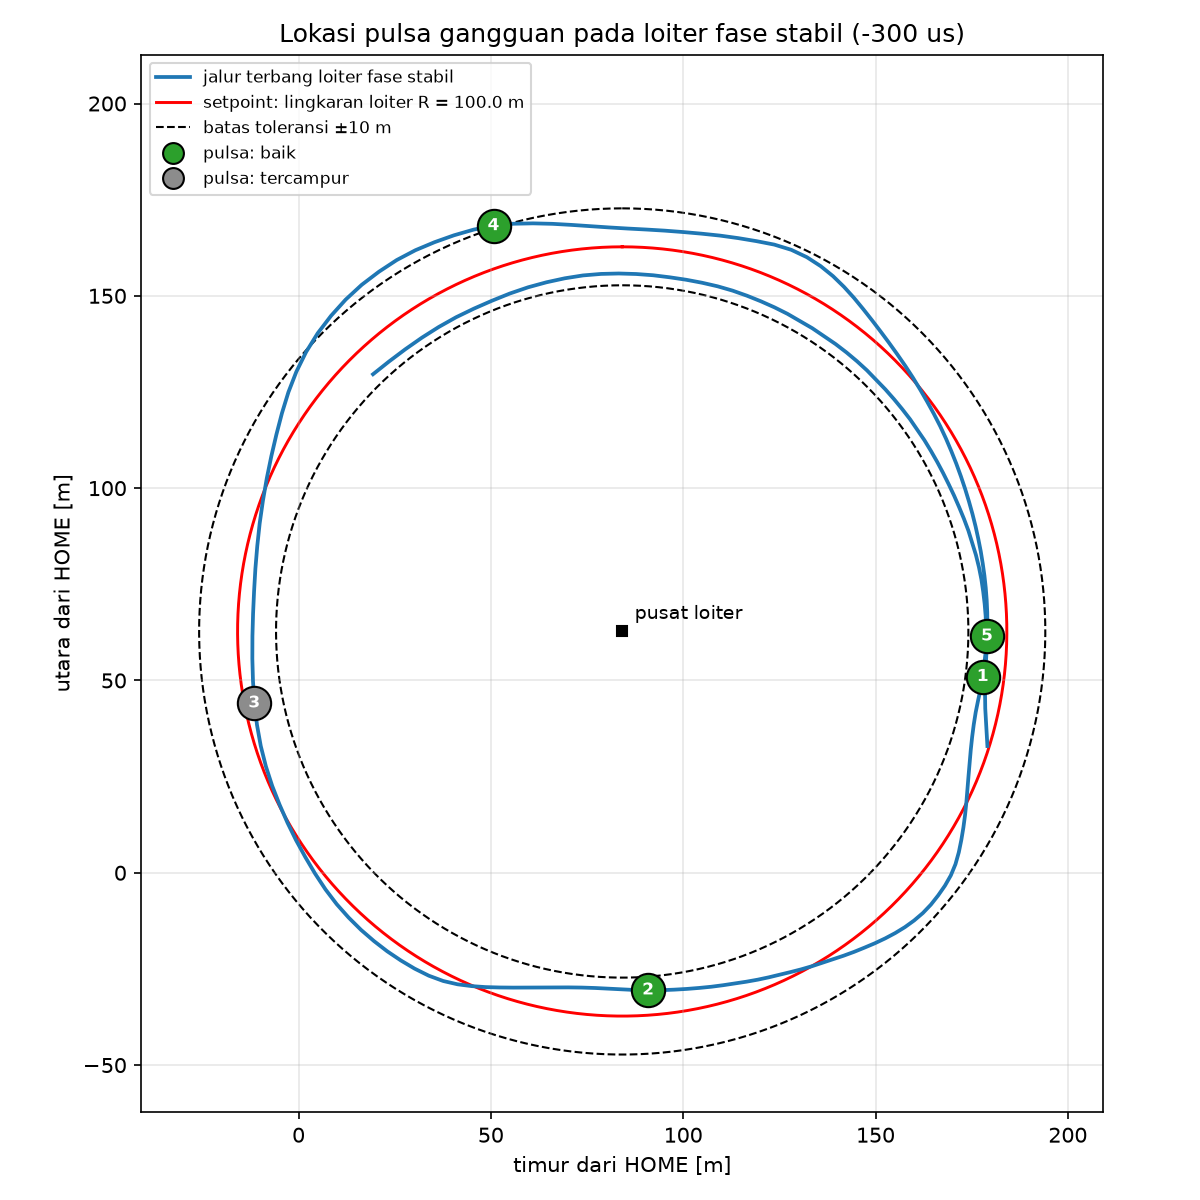 Lokasi pulsa gangguan pada loiter fase stabil (-300 us)
jalur terbang loiter fase stabil
setpoint: lingkaran loiter R = 100.0 m
batas toleransi ±10 m
pulsa: baik
pulsa: tercampur
200
150
100
50
0
−50
utara dari HOME [m]
4
pusat loiter
5
1
3
2
0
50
100
150
200
timur dari HOME [m]